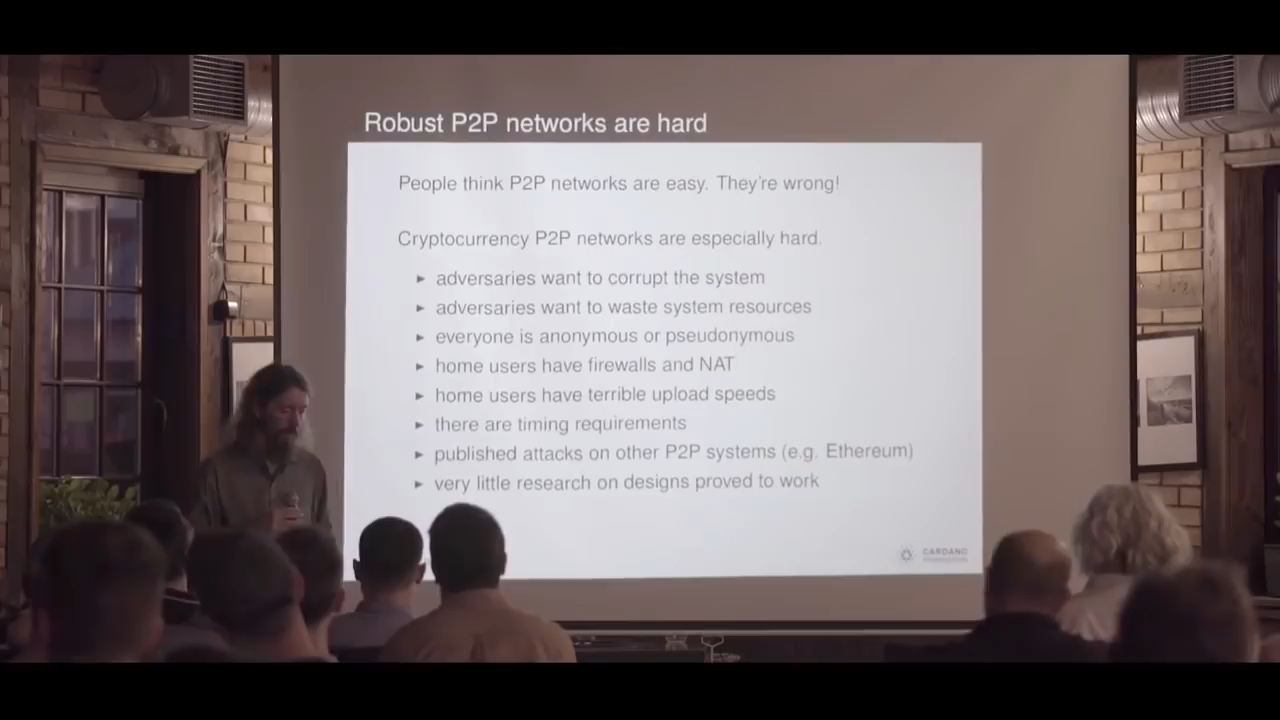 Robust P2P networks are hard
People think P2P networks are easy. They're wrong!
Cryptocurrency P2P networks are especially hard.
► adversaries want to corrupt the system
► adversaries want to waste system resources
► everyone is anonymous or pseudonymous
► home users have firewalls and NAT
► home users have terrible upload speeds
► there are timing requirements
► published attacks on other P2P systems (e.g. Ethereum)
► very little research on designs proved to work
CARDANO